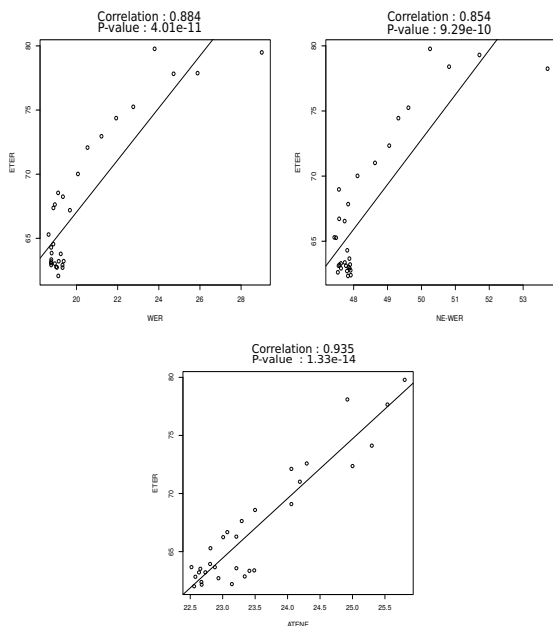 Correlation : 0.884
P-value : 4.01e-11
80
75
70
65
ETER
20 22 24 26 28
WER
Correlation : 0.854
P-value : 9.29e-10
80
75
70
65
ETER
48 49 50 51 52 53
NE-WER
Correlation : 0.935
P-value : 1.33e-14
80
75
70
65
ETER
22.5 23.0 23.5 24.0 24.5 25.0 25.5
ATENE